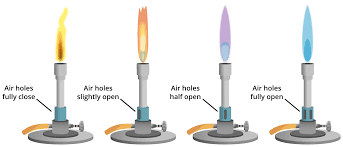 Air holes
fully close
Air holes
slightly open
Air holes
half open
Air holes
fully open